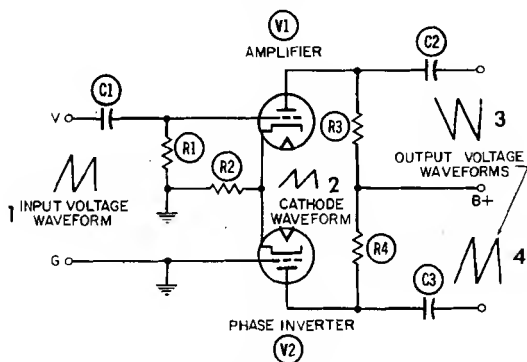 V1
AMPLIFIER
C2
C1
V
R1
R2
R3
3
1 INPUT VOLTAGE
WAVEFORM
2
CATHODE
WAVEFORM
OUTPUT VOLTAGE
WAVEFORMS
B+
R4
4
G
C3
PHASE INVERTER
V2